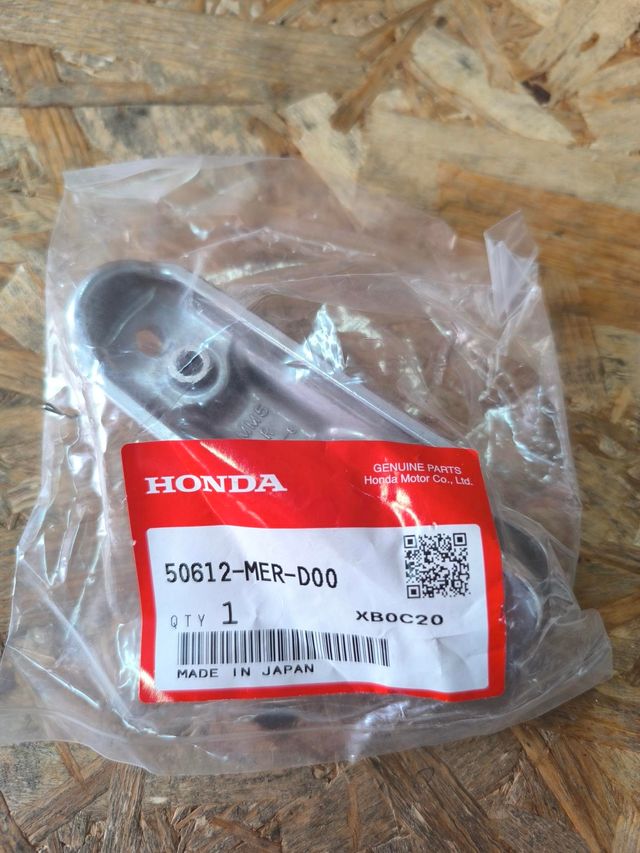 HONDA
GENUINE PARTS
Honda Motor Co., Ltd.
50612-MER-D00
QTY 1
XB0C20
MADE IN JAPAN